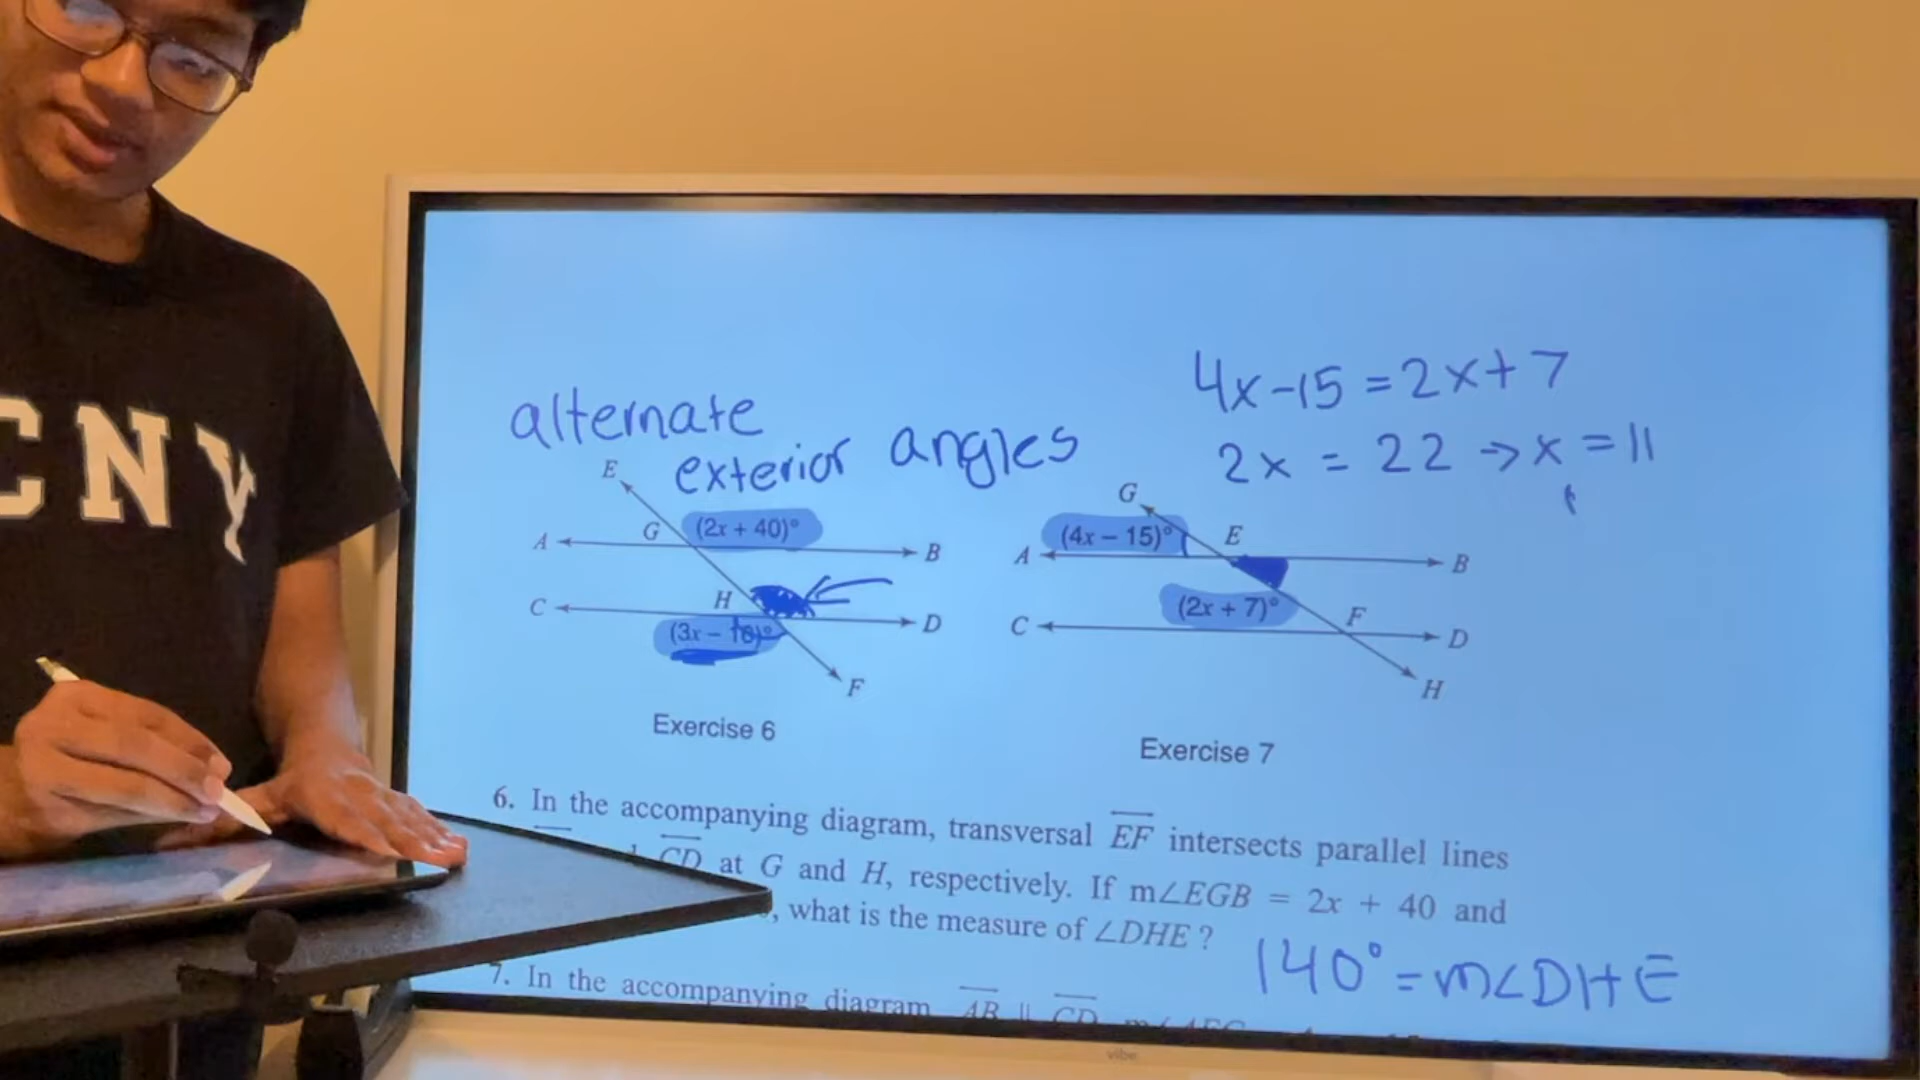 CNY
4x-15 = 2x+7
2x = 22 → x = 11
alternate
exterior angles
E
G (2x + 40)°
A B
H
C D
(3x – 10)°
F
Exercise 6
G
(4x – 15)° E
A B
(2x + 7)° F
C D
H
Exercise 7
6. In the accompanying diagram, transversal EF intersects parallel lines
CD at G and H, respectively. If m∠EGB = 2x + 40 and
, what is the measure of ∠DHE ?
140° = m∠DHE
7. In the accompanying diagram AB || CD
vibe